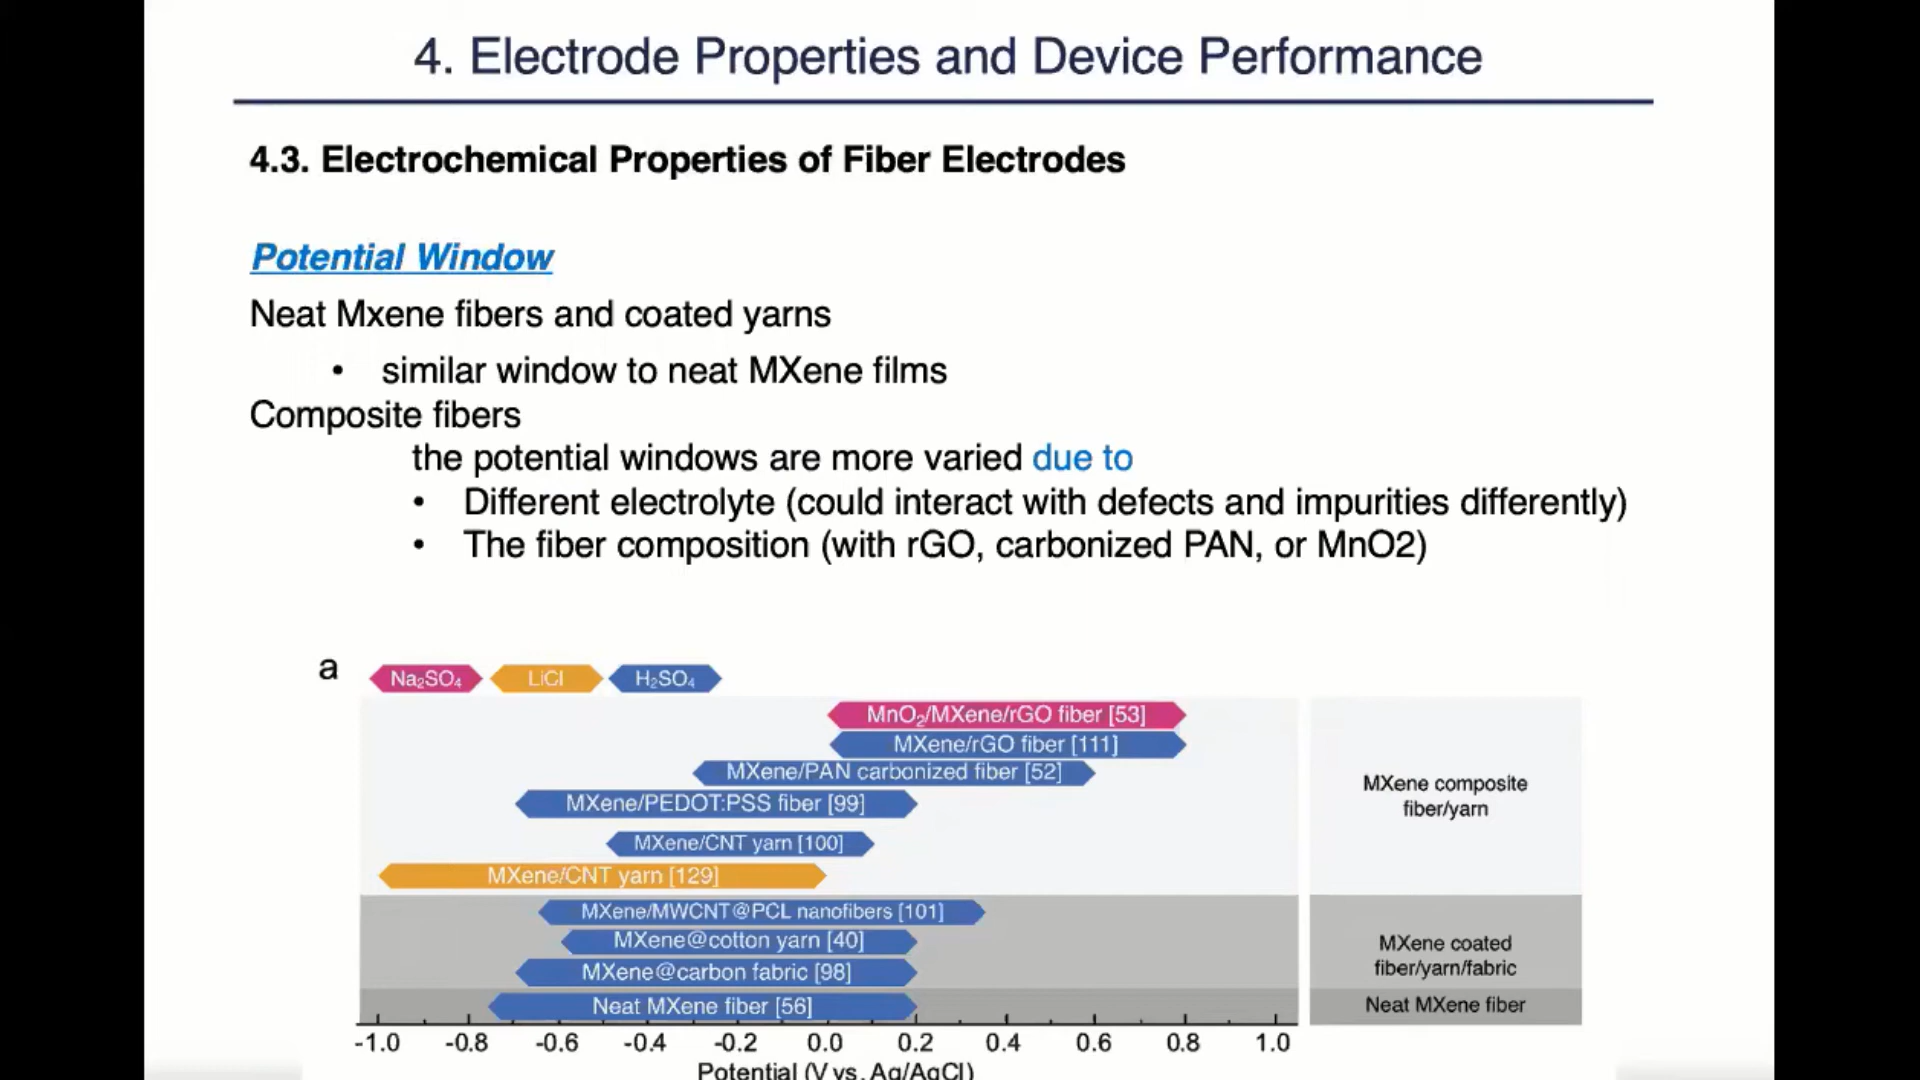 4. Electrode Properties and Device Performance
4.3. Electrochemical Properties of Fiber Electrodes
Potential Window
Neat Mxene fibers and coated yarns
• similar window to neat MXene films
Composite fibers
the potential windows are more varied due to
• Different electrolyte (could interact with defects and impurities differently)
• The fiber composition (with rGO, carbonized PAN, or MnO2)
a
Na₂SO₄ LiCl H₂SO₄
MnO₂/MXene/rGO fiber [53]
MXene/rGO fiber [111]
MXene/PAN carbonized fiber [52]
MXene/PEDOT:PSS fiber [99]
MXene/CNT yarn [100]
MXene/CNT yarn [129]
MXene composite
fiber/yarn
MXene/MWCNT@PCL nanofibers [101]
MXene@cotton yarn [40]
MXene@carbon fabric [98]
MXene coated
fiber/yarn/fabric
Neat MXene fiber [56]
Neat MXene fiber
-1.0 -0.8 -0.6 -0.4 -0.2 0.0 0.2 0.4 0.6 0.8 1.0
Potential (V vs. Ag/AgCl)